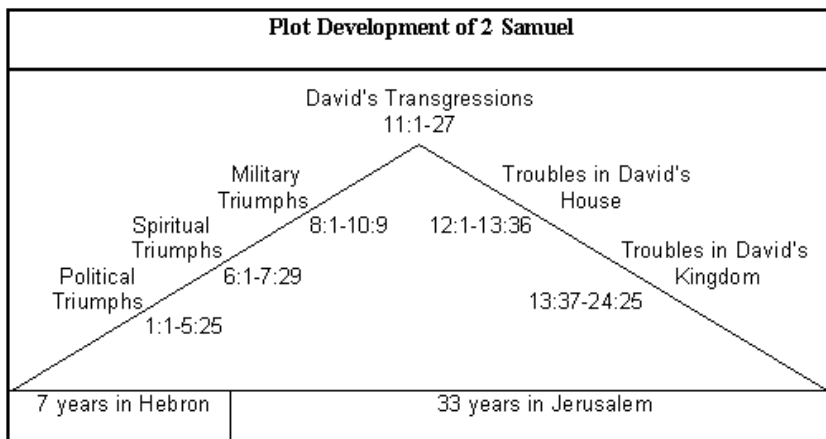 Plot Development of 2 Samuel
David's Transgressions
11:1-27
Military
Triumphs
8:1-10:9
Spiritual
Triumphs
6:1-7:29
Political
Triumphs
1:1-5:25
Troubles in David's
House
12:1-13:36
Troubles in David's
Kingdom
13:37-24:25
7 years in Hebron
33 years in Jerusalem